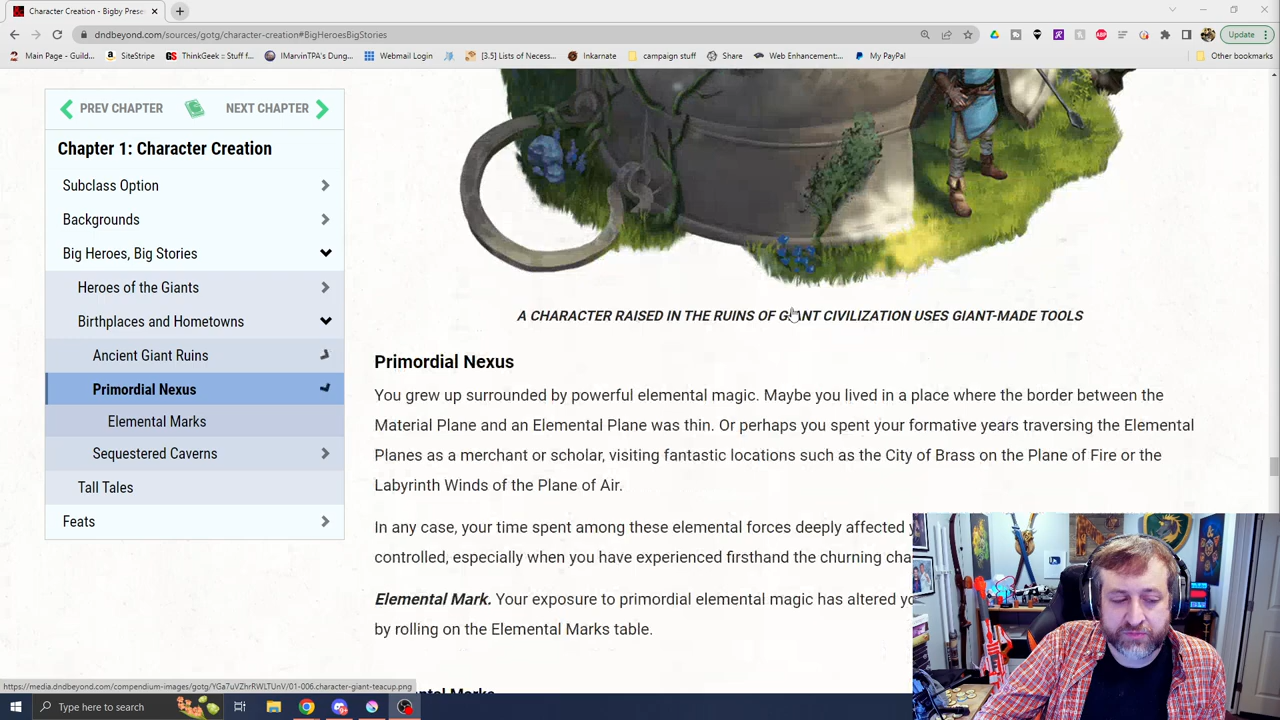 Character Creation - Bigby Prese
dndbeyond.com/sources/gotg/character-creation#BigHeroesBigStories
Update
Main Page - Guild...
SiteStripe
ThinkGeek :: Stuff f...
IMarvinTPA's Dung...
Webmail Login
[3.5] Lists of Necess...
Inkarnate
campaign stuff
Share
Web Enhancement:...
My PayPal
Other bookmarks
PREV CHAPTER
NEXT CHAPTER
Chapter 1: Character Creation
Subclass Option
Backgrounds
Big Heroes, Big Stories
Heroes of the Giants
Birthplaces and Hometowns
Ancient Giant Ruins
Primordial Nexus
Elemental Marks
Sequestered Caverns
Tall Tales
Feats
A CHARACTER RAISED IN THE RUINS OF GIANT CIVILIZATION USES GIANT-MADE TOOLS
Primordial Nexus
You grew up surrounded by powerful elemental magic. Maybe you lived in a place where the border between the
Material Plane and an Elemental Plane was thin. Or perhaps you spent your formative years traversing the Elemental
Planes as a merchant or scholar, visiting fantastic locations such as the City of Brass on the Plane of Fire or the
Labyrinth Winds of the Plane of Air.
In any case, your time spent among these elemental forces deeply affected
controlled, especially when you have experienced firsthand the churning cha
Elemental Mark. Your exposure to primordial elemental magic has altered yo
by rolling on the Elemental Marks table.
ntal Marks
https://media.dndbeyond.com/compendium-images/gotg/YGa7uVZhrRWLTUnV/01-006.character-giant-teacup.png
Type here to search